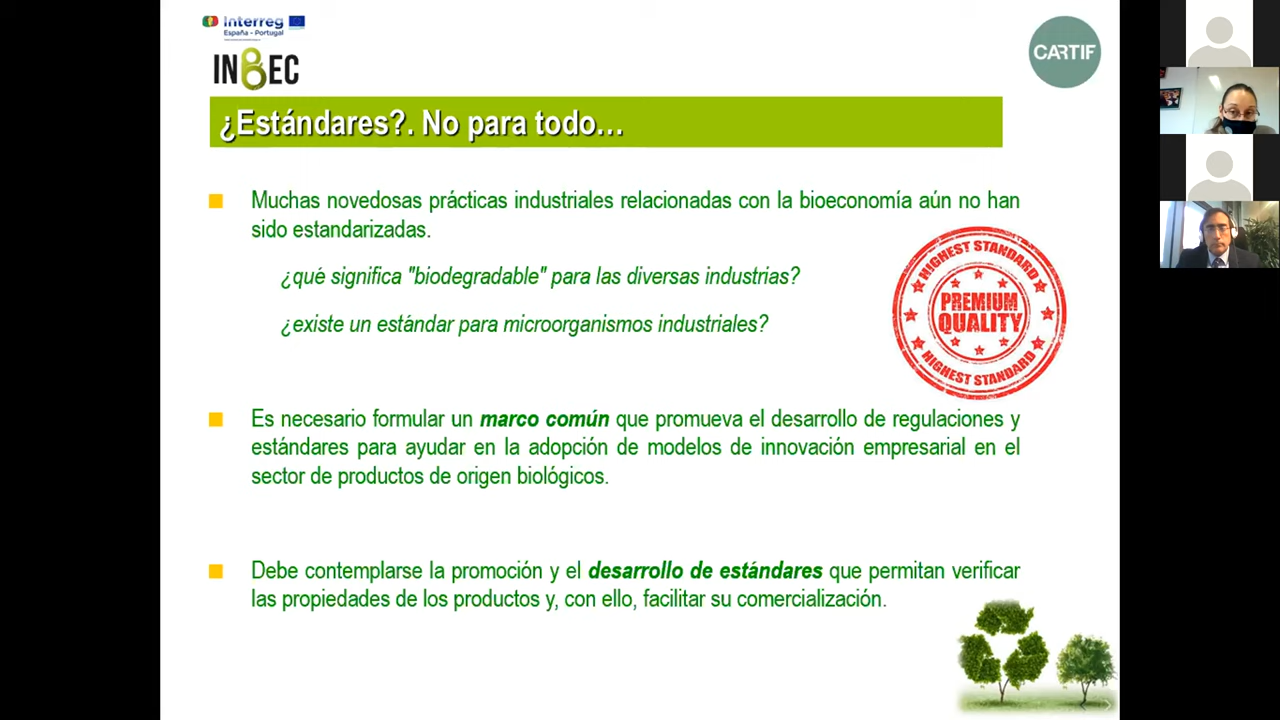 Interreg
España - Portugal
INBEC
CARTIF
¿Estándares?. No para todo...
Muchas novedosas prácticas industriales relacionadas con la bioeconomía aún no han
sido estandarizadas.
¿qué significa "biodegradable" para las diversas industrias?
¿existe un estándar para microorganismos industriales?
HIGHEST STANDARD
PREMIUM
QUALITY
HIGHEST STANDARD
Es necesario formular un marco común que promueva el desarrollo de regulaciones y
estándares para ayudar en la adopción de modelos de innovación empresarial en el
sector de productos de origen biológicos.
Debe contemplarse la promoción y el desarrollo de estándares que permitan verificar
las propiedades de los productos y, con ello, facilitar su comercialización.